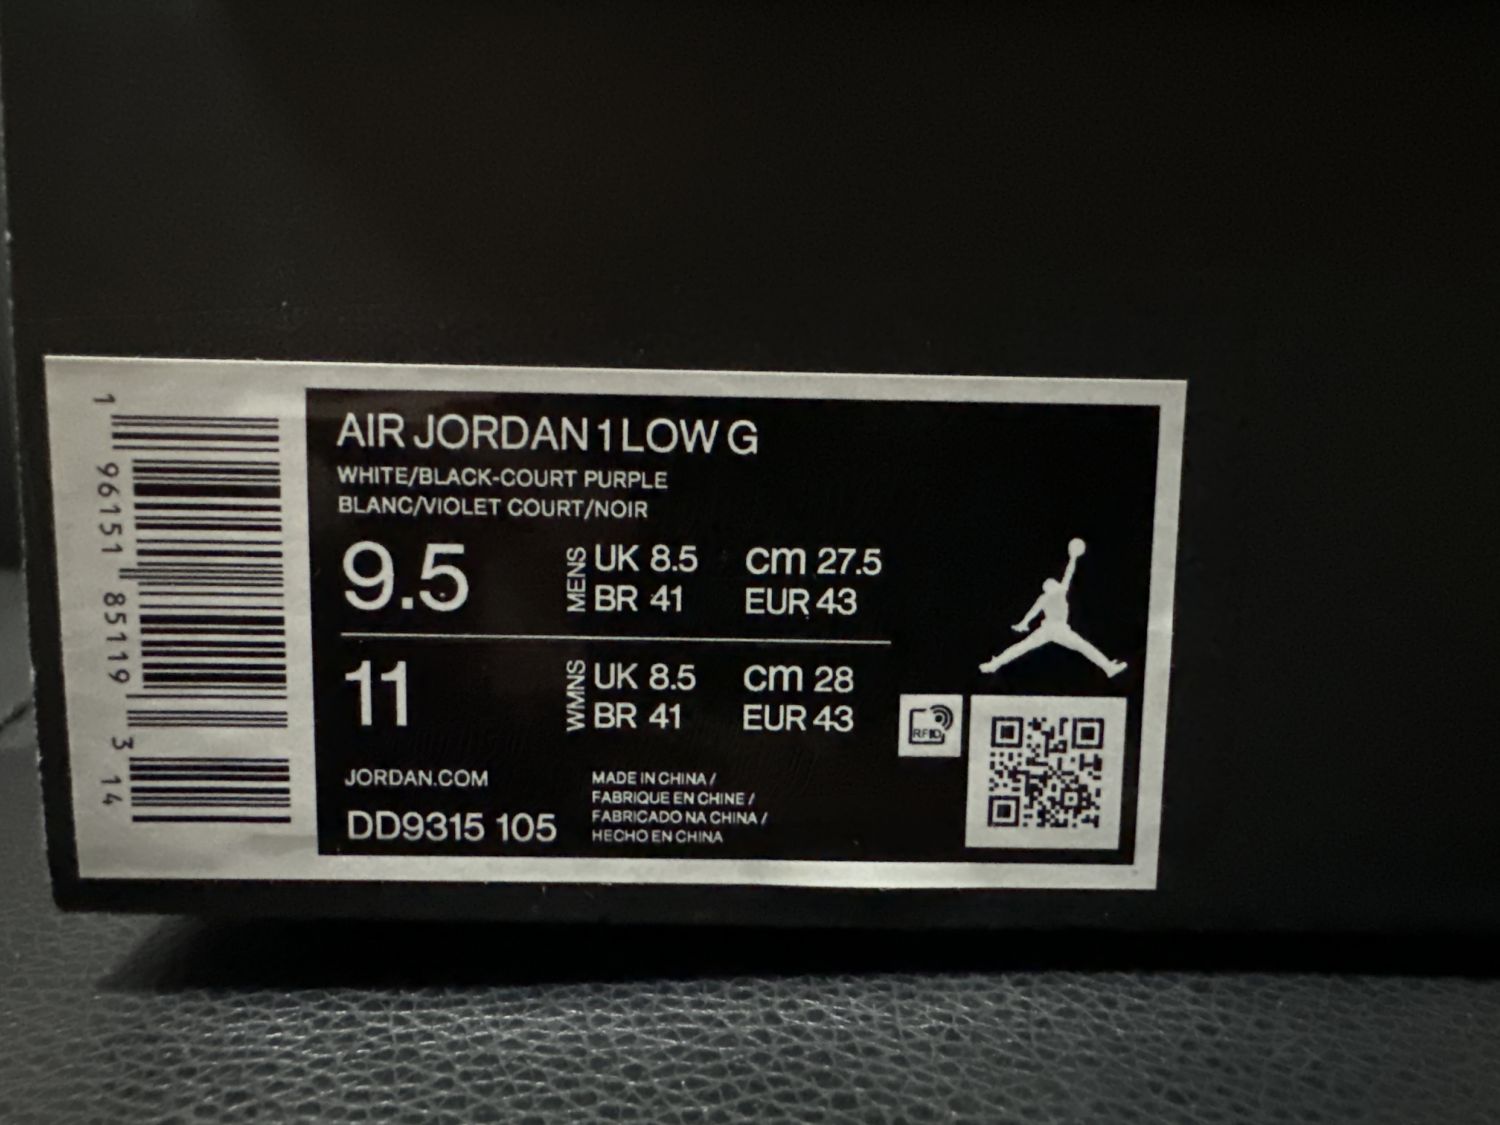 AIR JORDAN 1 LOW G
WHITE/BLACK-COURT PURPLE
BLANC/VIOLET COURT/NOIR
9.5 MENS UK 8.5 cm 27.5
BR 41 EUR 43
11 WMNS UK 8.5 cm 28
BR 41 EUR 43
RFID
JORDAN.COM
DD9315 105
MADE IN CHINA /
FABRIQUE EN CHINE /
FABRICADO NA CHINA /
HECHO EN CHINA
1 96151 85119 3 14